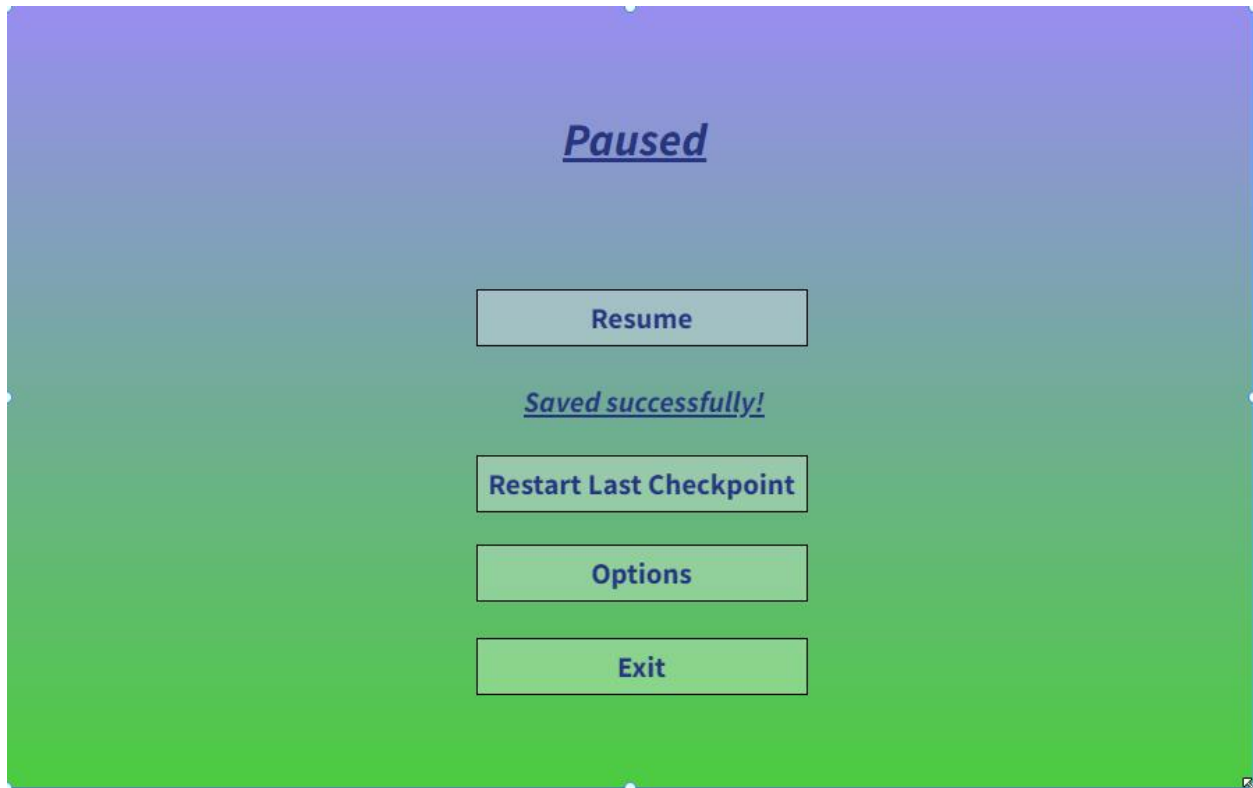 Paused
Resume
Saved successfully!
Restart Last Checkpoint
Options
Exit